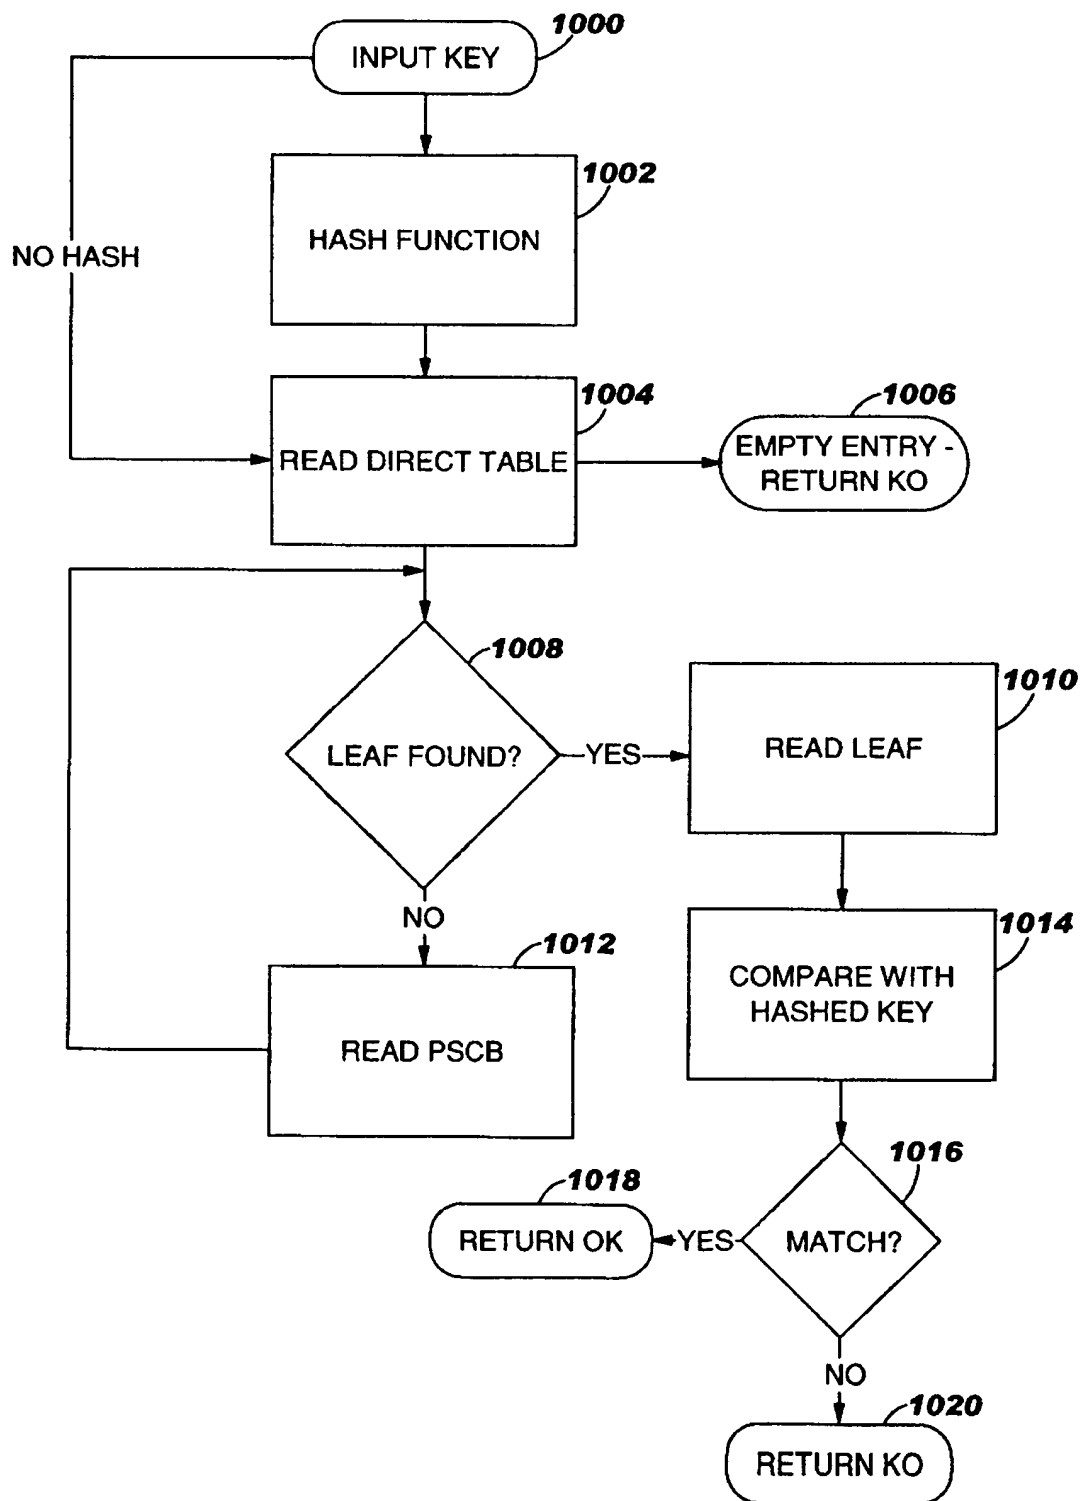 1000
INPUT KEY
1002
HASH FUNCTION
NO HASH
1004
READ DIRECT TABLE
1006
EMPTY ENTRY -
RETURN KO
1008
LEAF FOUND?
YES
1010
READ LEAF
NO
1012
READ PSCB
1014
COMPARE WITH
HASHED KEY
1016
MATCH?
YES
1018
RETURN OK
NO
1020
RETURN KO